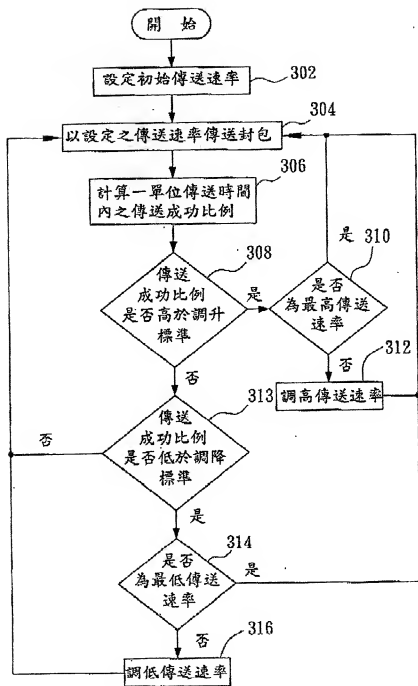 開 始
設定初始傳送速率
302
以設定之傳送速率傳送封包
304
計算一單位傳送時間
內之傳送成功比例
306
傳送
成功比例
是否高於調升
標準
308
是
是否
為最高傳送
速率
310
是
否
調高傳送速率
312
否
傳送
成功比例
是否低於調降
標準
313
否
是
是否
為最低傳送
速率
314
是
否
調低傳送速率
316